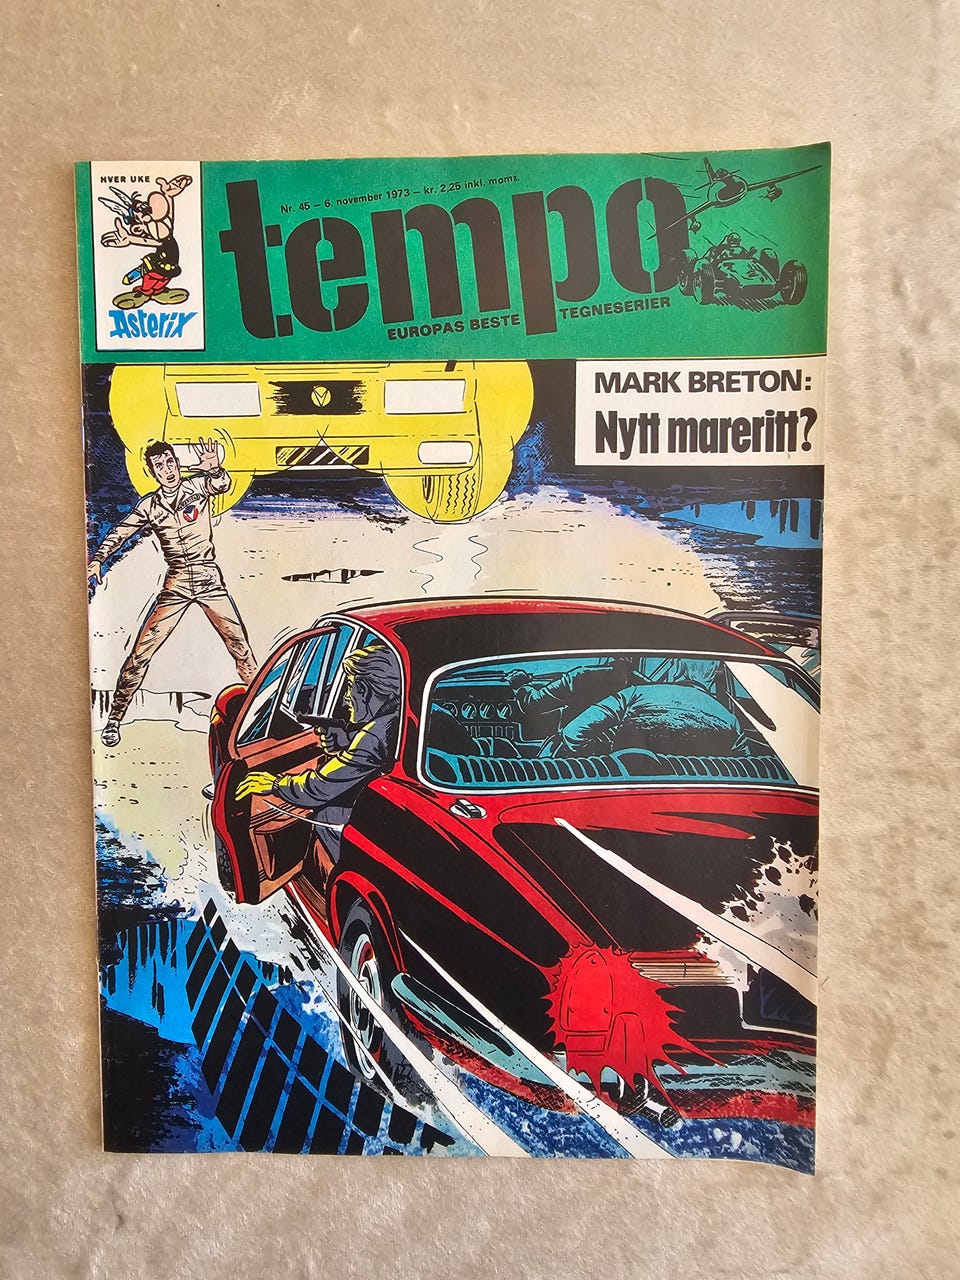 HVER UKE
Asterix
Nr. 45 – 6. november 1973 – kr. 2,25 inkl. moms.
tempo
EUROPAS BESTE TEGNESERIER
MARK BRETON:
Nytt mareritt?